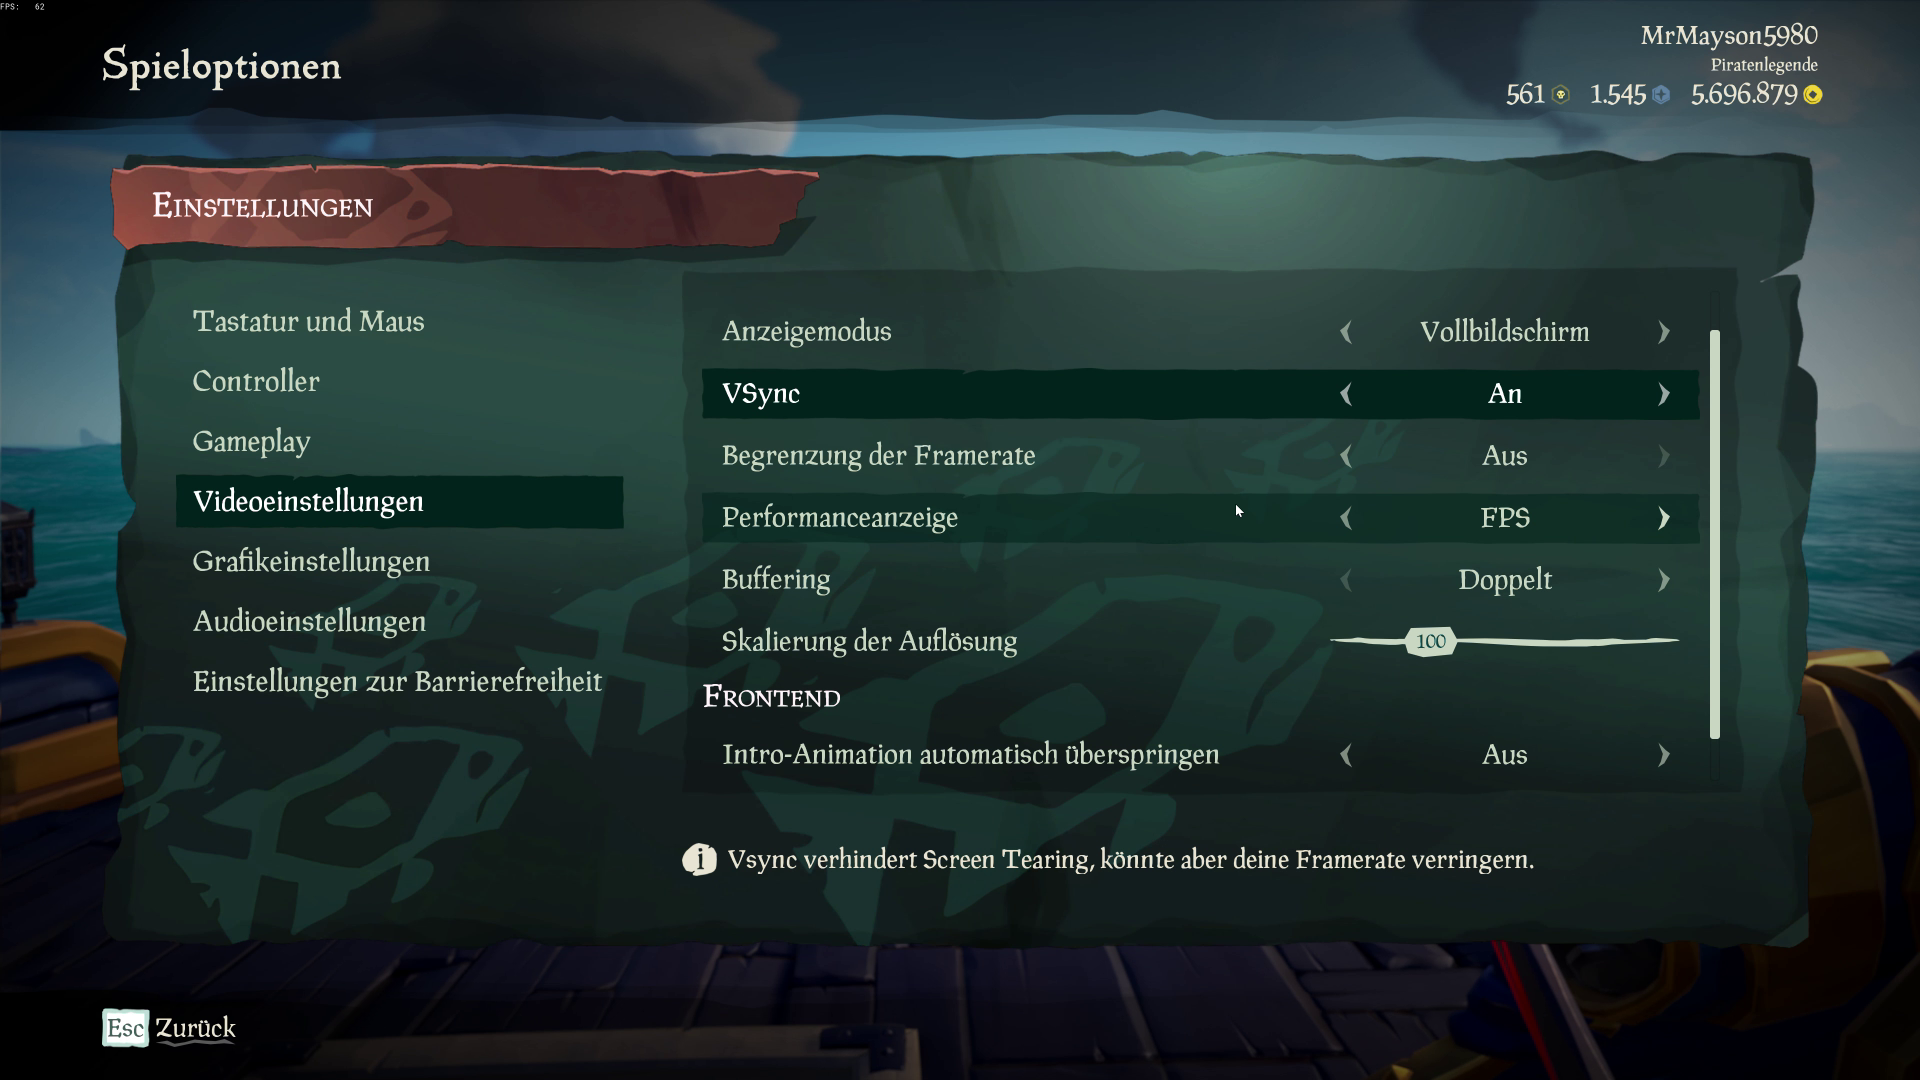 FPS: 62
Spieloptionen
MrMayson5980
Piratenlegende
561 1.545 5.696.879
Einstellungen
Tastatur und Maus
Controller
Gameplay
Videoeinstellungen
Grafikeinstellungen
Audioeinstellungen
Einstellungen zur Barrierefreiheit
Anzeigemodus Vollbildschirm
VSync An
Begrenzung der Framerate Aus
Performanceanzeige FPS
Buffering Doppelt
Skalierung der Auflösung 100
Frontend
Intro-Animation automatisch überspringen Aus
i Vsync verhindert Screen Tearing, könnte aber deine Framerate verringern.
Esc Zurück